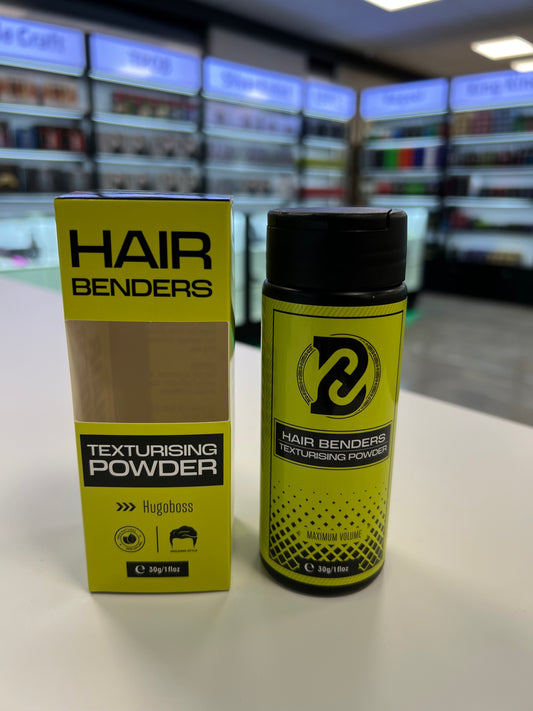 HAIR
BENDERS
TEXTURISING
POWDER
>>> Hugoboss
℮ 30g/1floz
HAIR BENDERS
TEXTURISING POWDER
MAXIMUM VOLUME
℮ 30g/1floz